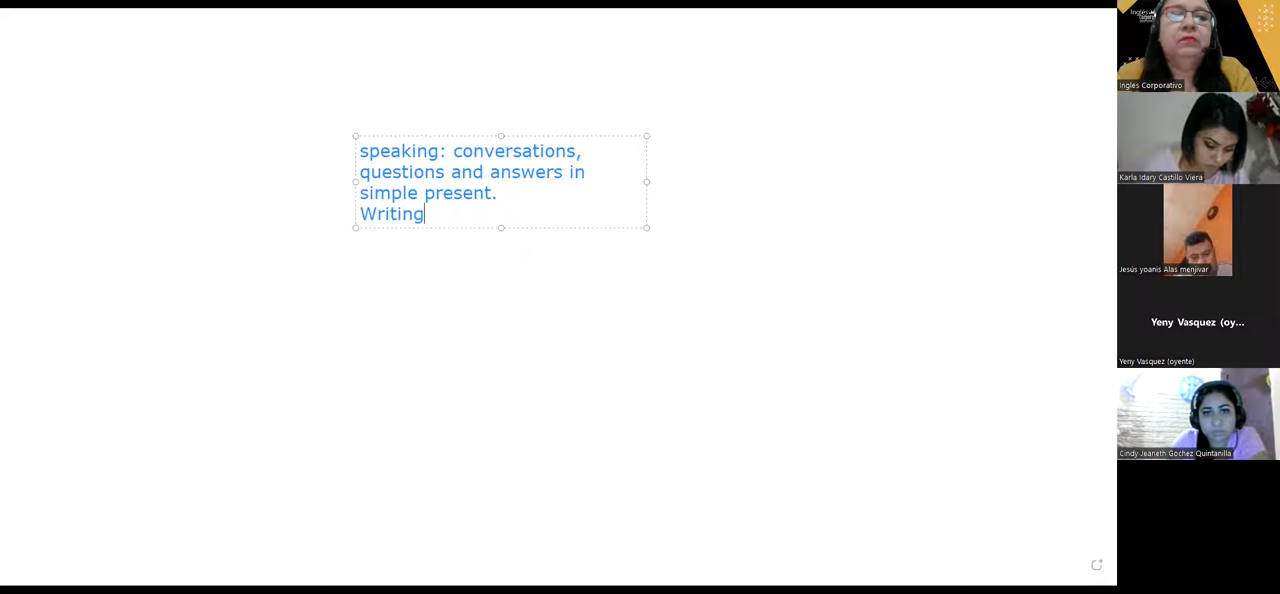 speaking: conversations,
questions and answers in
simple present.
Writing
Inglés
Ingles Corporativo
Karla Idary Castillo Viera
Jesús yoanis Alas menjivar
Yeny Vasquez (oy...
Yeny Vasquez (oyente)
Cindy Jeaneth Gochez Quintanilla